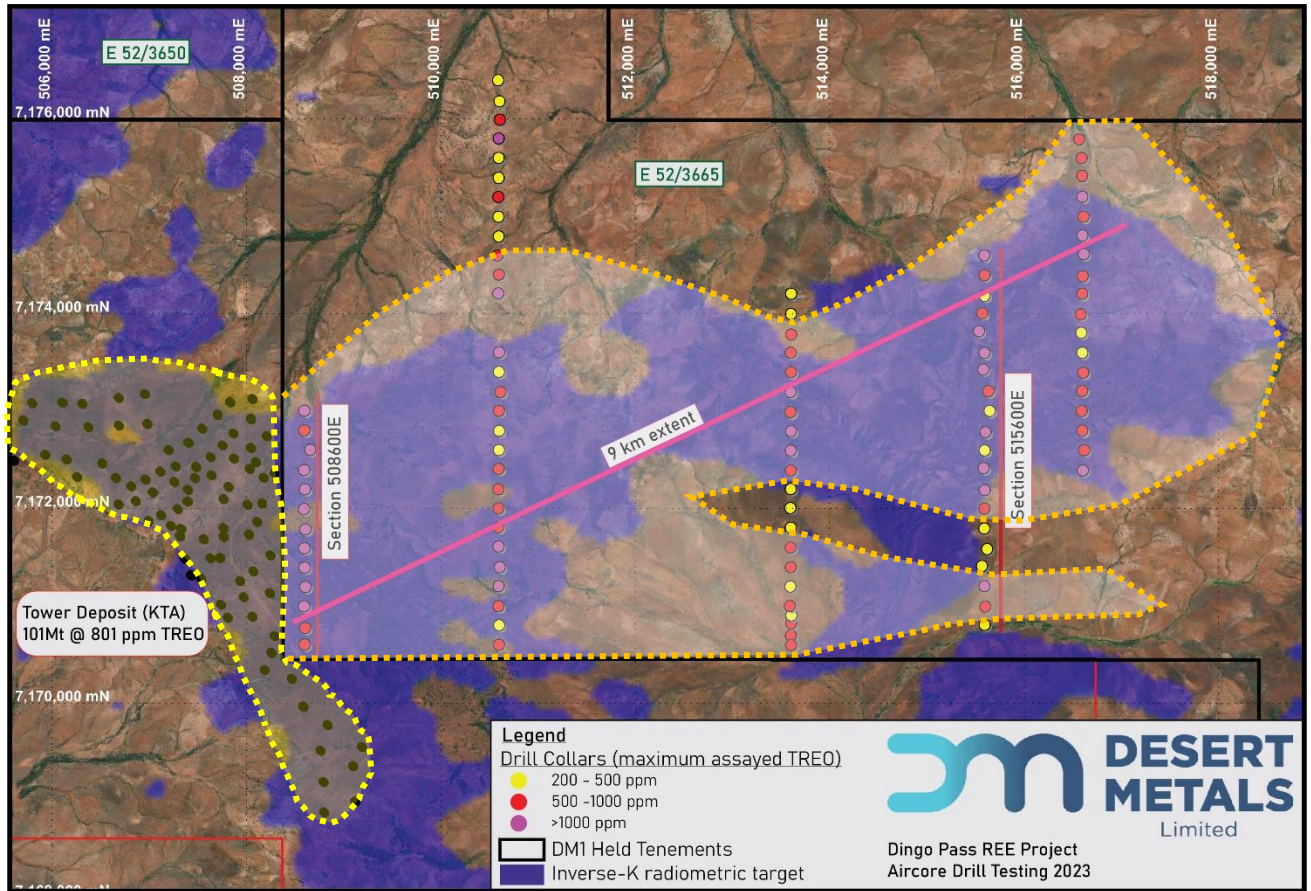 E 52/3650
506,000 mE
508,000 mE
510,000 mE
512,000 mE
514,000 mE
516,000 mE
518,000 mE
7,176,000 mN
E 52/3665
7,174,000 mN
9 km extent
Section 508600E
Section 515600E
7,172,000 mN
Tower Deposit (KTA)
101Mt @ 801 ppm TREO
7,170,000 mN
Legend
Drill Collars (maximum assayed TREO)
200 - 500 ppm
500 -1000 ppm
>1000 ppm
DM1 Held Tenements
Inverse-K radiometric target
DESERT
METALS
Limited
Dingo Pass REE Project
Aircore Drill Testing 2023